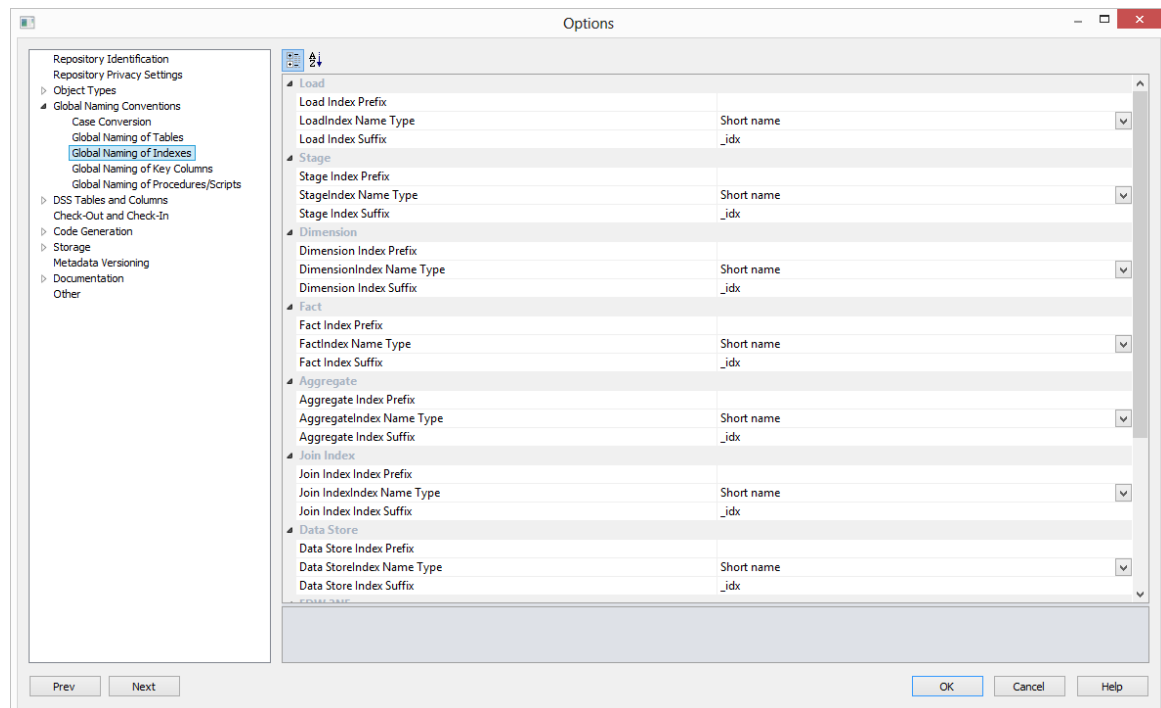 Options
Repository Identification
Repository Privacy Settings
Object Types
Global Naming Conventions
Case Conversion
Global Naming of Tables
Global Naming of Indexes
Global Naming of Key Columns
Global Naming of Procedures/Scripts
DSS Tables and Columns
Check-Out and Check-In
Code Generation
Storage
Metadata Versioning
Documentation
Other
Load
Load Index Prefix
LoadIndex Name Type Short name
Load Index Suffix _idx
Stage
Stage Index Prefix
StageIndex Name Type Short name
Stage Index Suffix _idx
Dimension
Dimension Index Prefix
DimensionIndex Name Type Short name
Dimension Index Suffix _idx
Fact
Fact Index Prefix
FactIndex Name Type Short name
Fact Index Suffix _idx
Aggregate
Aggregate Index Prefix
AggregateIndex Name Type Short name
Aggregate Index Suffix _idx
Join Index
Join Index Index Prefix
Join IndexIndex Name Type Short name
Join Index Index Suffix _idx
Data Store
Data Store Index Prefix
Data StoreIndex Name Type Short name
Data Store Index Suffix _idx
Prev Next OK Cancel Help